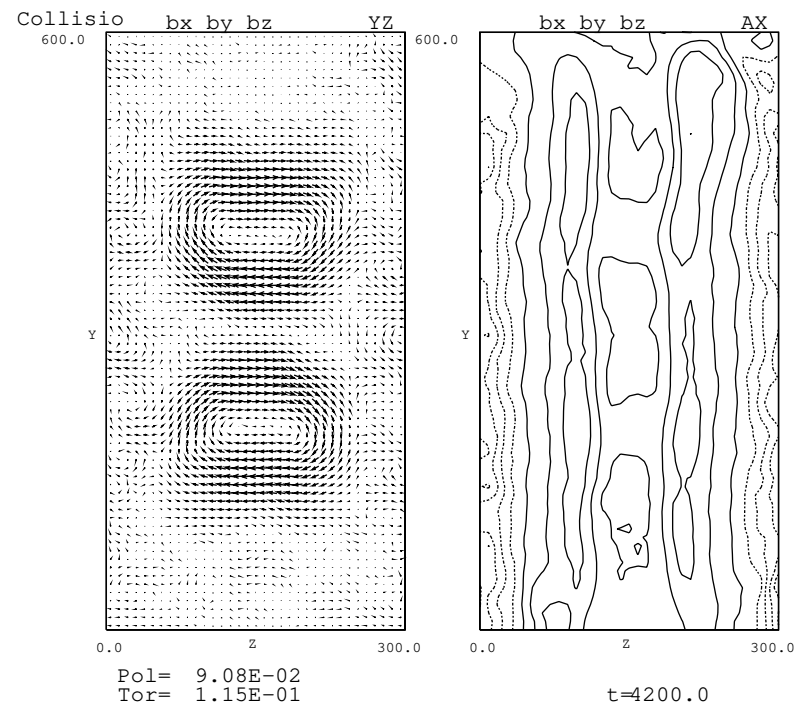 Collisio bx by bz YZ bx by bz AX
600.0 600.0
Y Y
0.0 Z 300.0 0.0 Z 300.0
Pol= 9.08E-02
Tor= 1.15E-01 t=4200.0